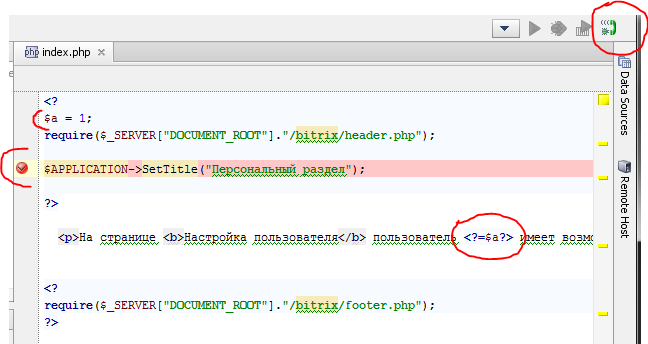 php index.php
<?
$a = 1;
require($_SERVER["DOCUMENT_ROOT"]."/bitrix/header.php");
$APPLICATION->SetTitle("Персональный раздел");
?>
<p>На странице <b>Настройка пользователя</b> пользователь <?=$a?> имеет
<?
require($_SERVER["DOCUMENT_ROOT"]."/bitrix/footer.php");
?>
Data Sources
Remote Host